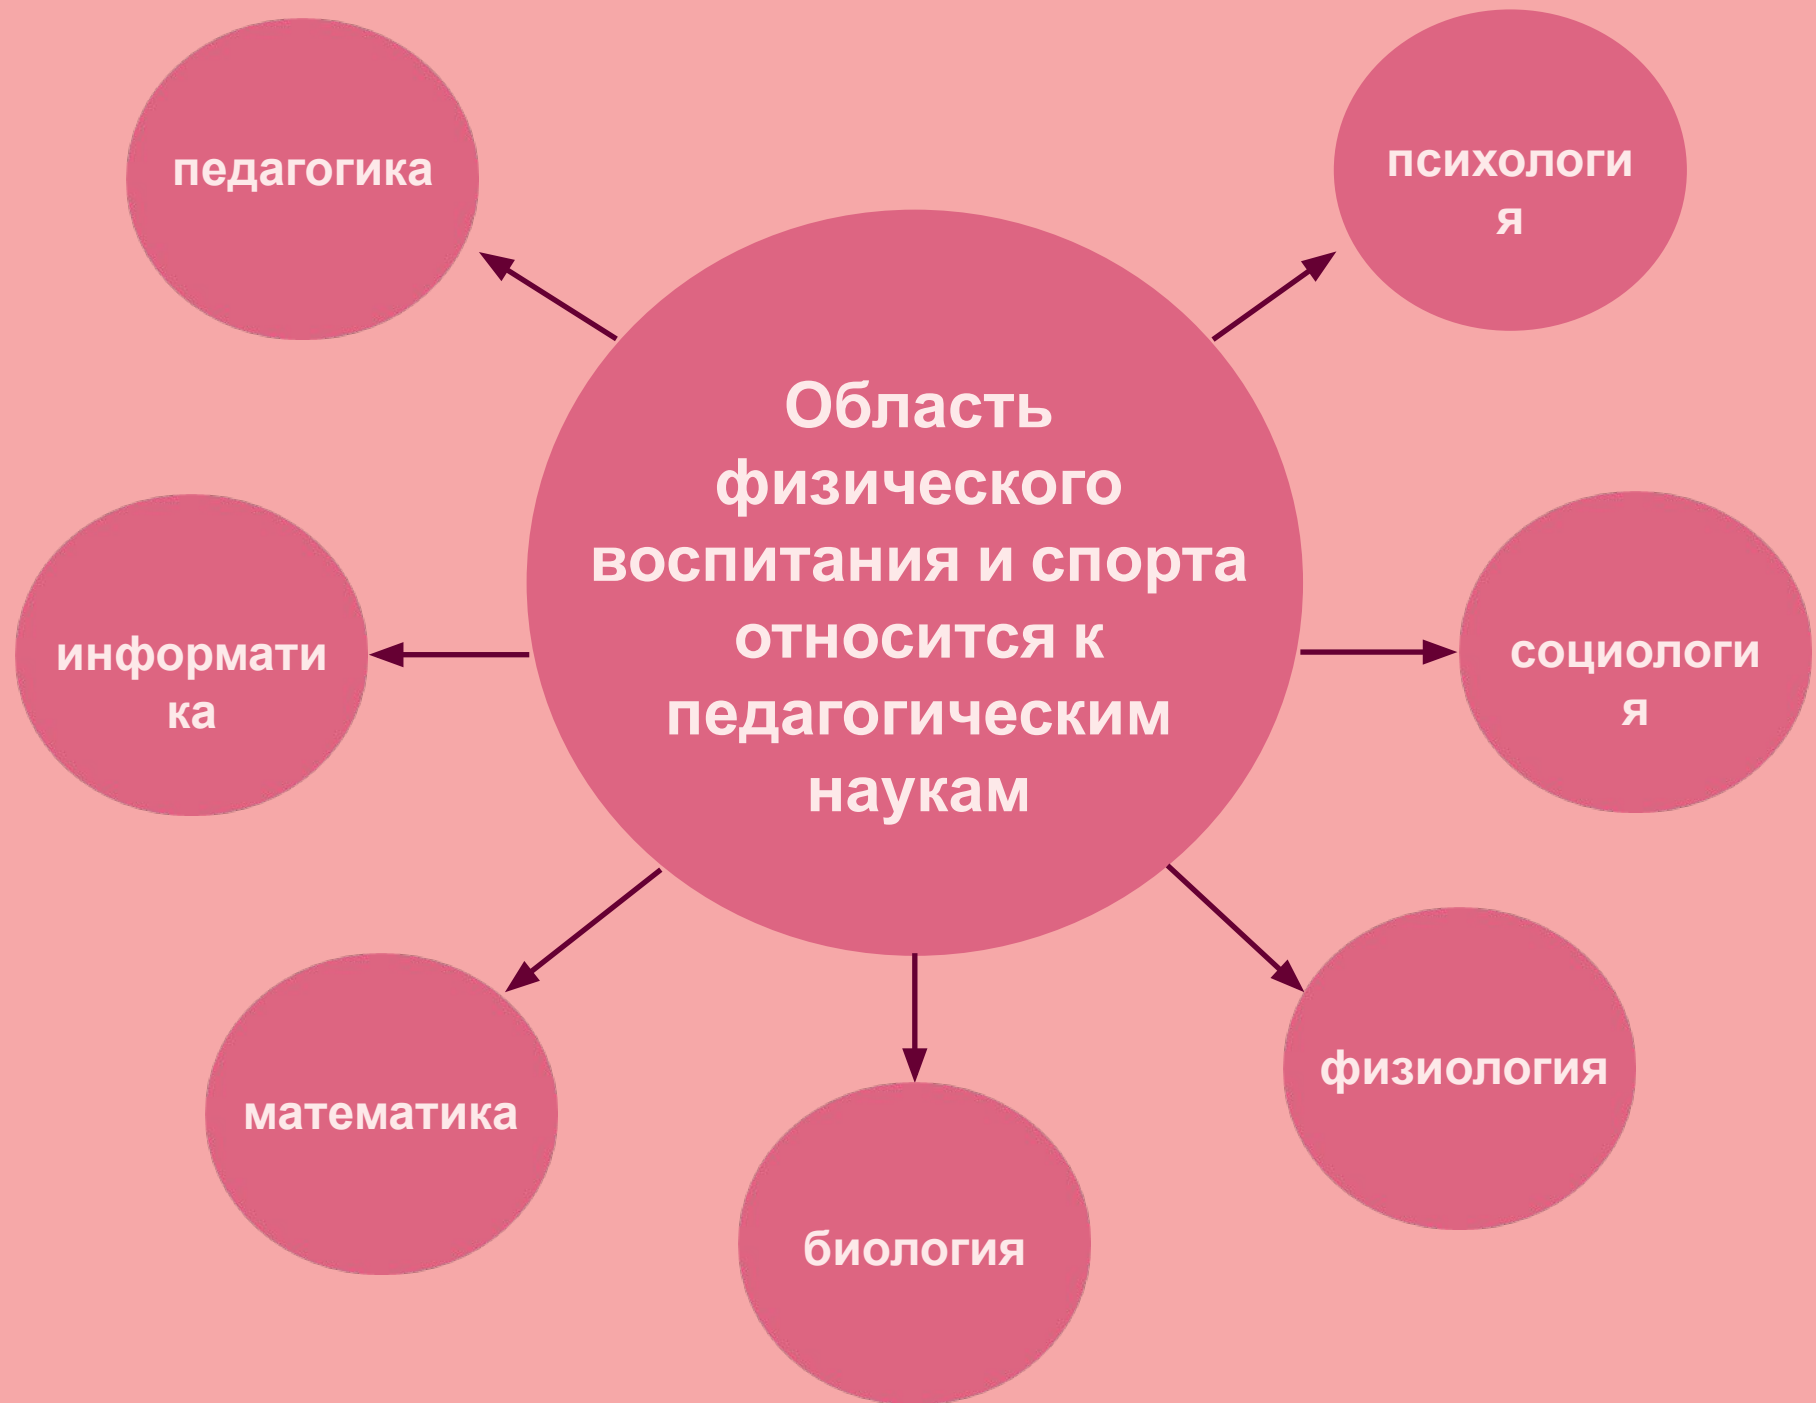 педагогика
психологи
я
Область
физического
воспитания и спорта
относится к
педагогическим
наукам
информати
ка
социологи
я
физиология
математика
биология